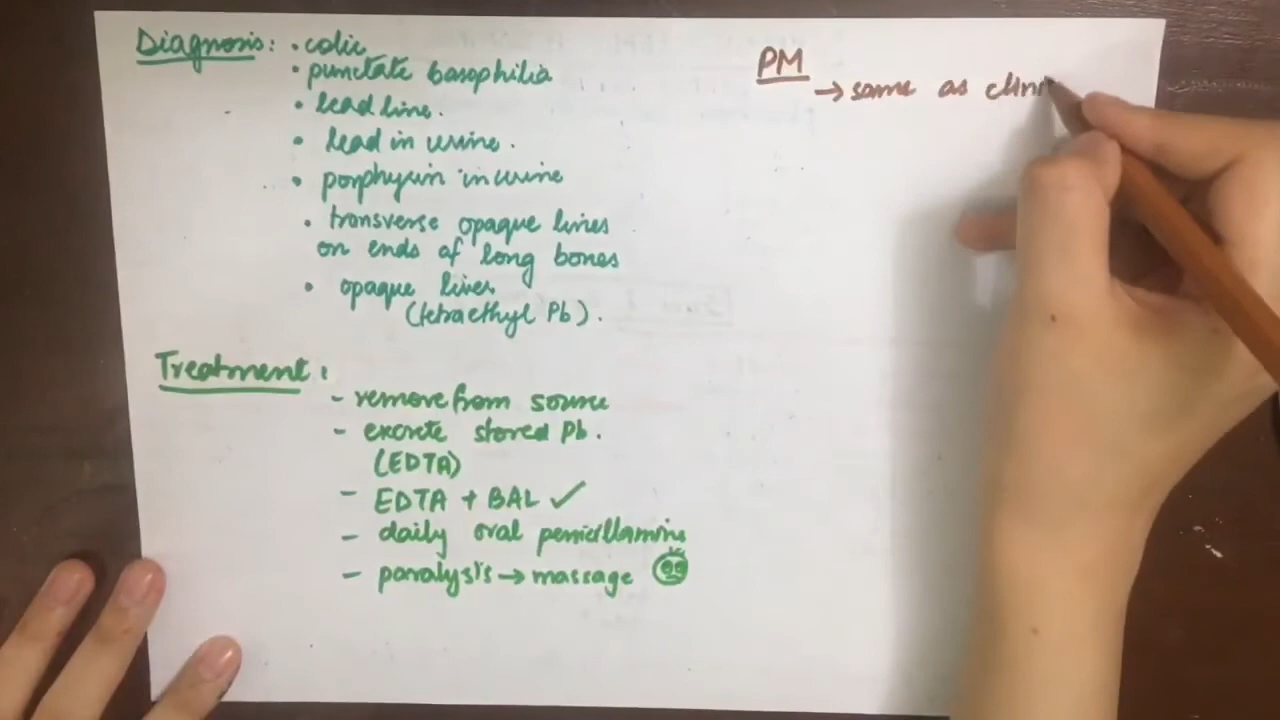 Diagnosis: • colic
• punctate basophilia
• lead line.
• lead in urine.
• porphyrin in urine
• transverse opaque lines
on ends of long bones
• opaque liver
(tetraethyl Pb).
Treatment:
- remove from source
- excrete stored Pb.
(EDTA)
- EDTA + BAL ✓
- daily oral penicillamine
- paralysis → massage
PM
→ same as clini